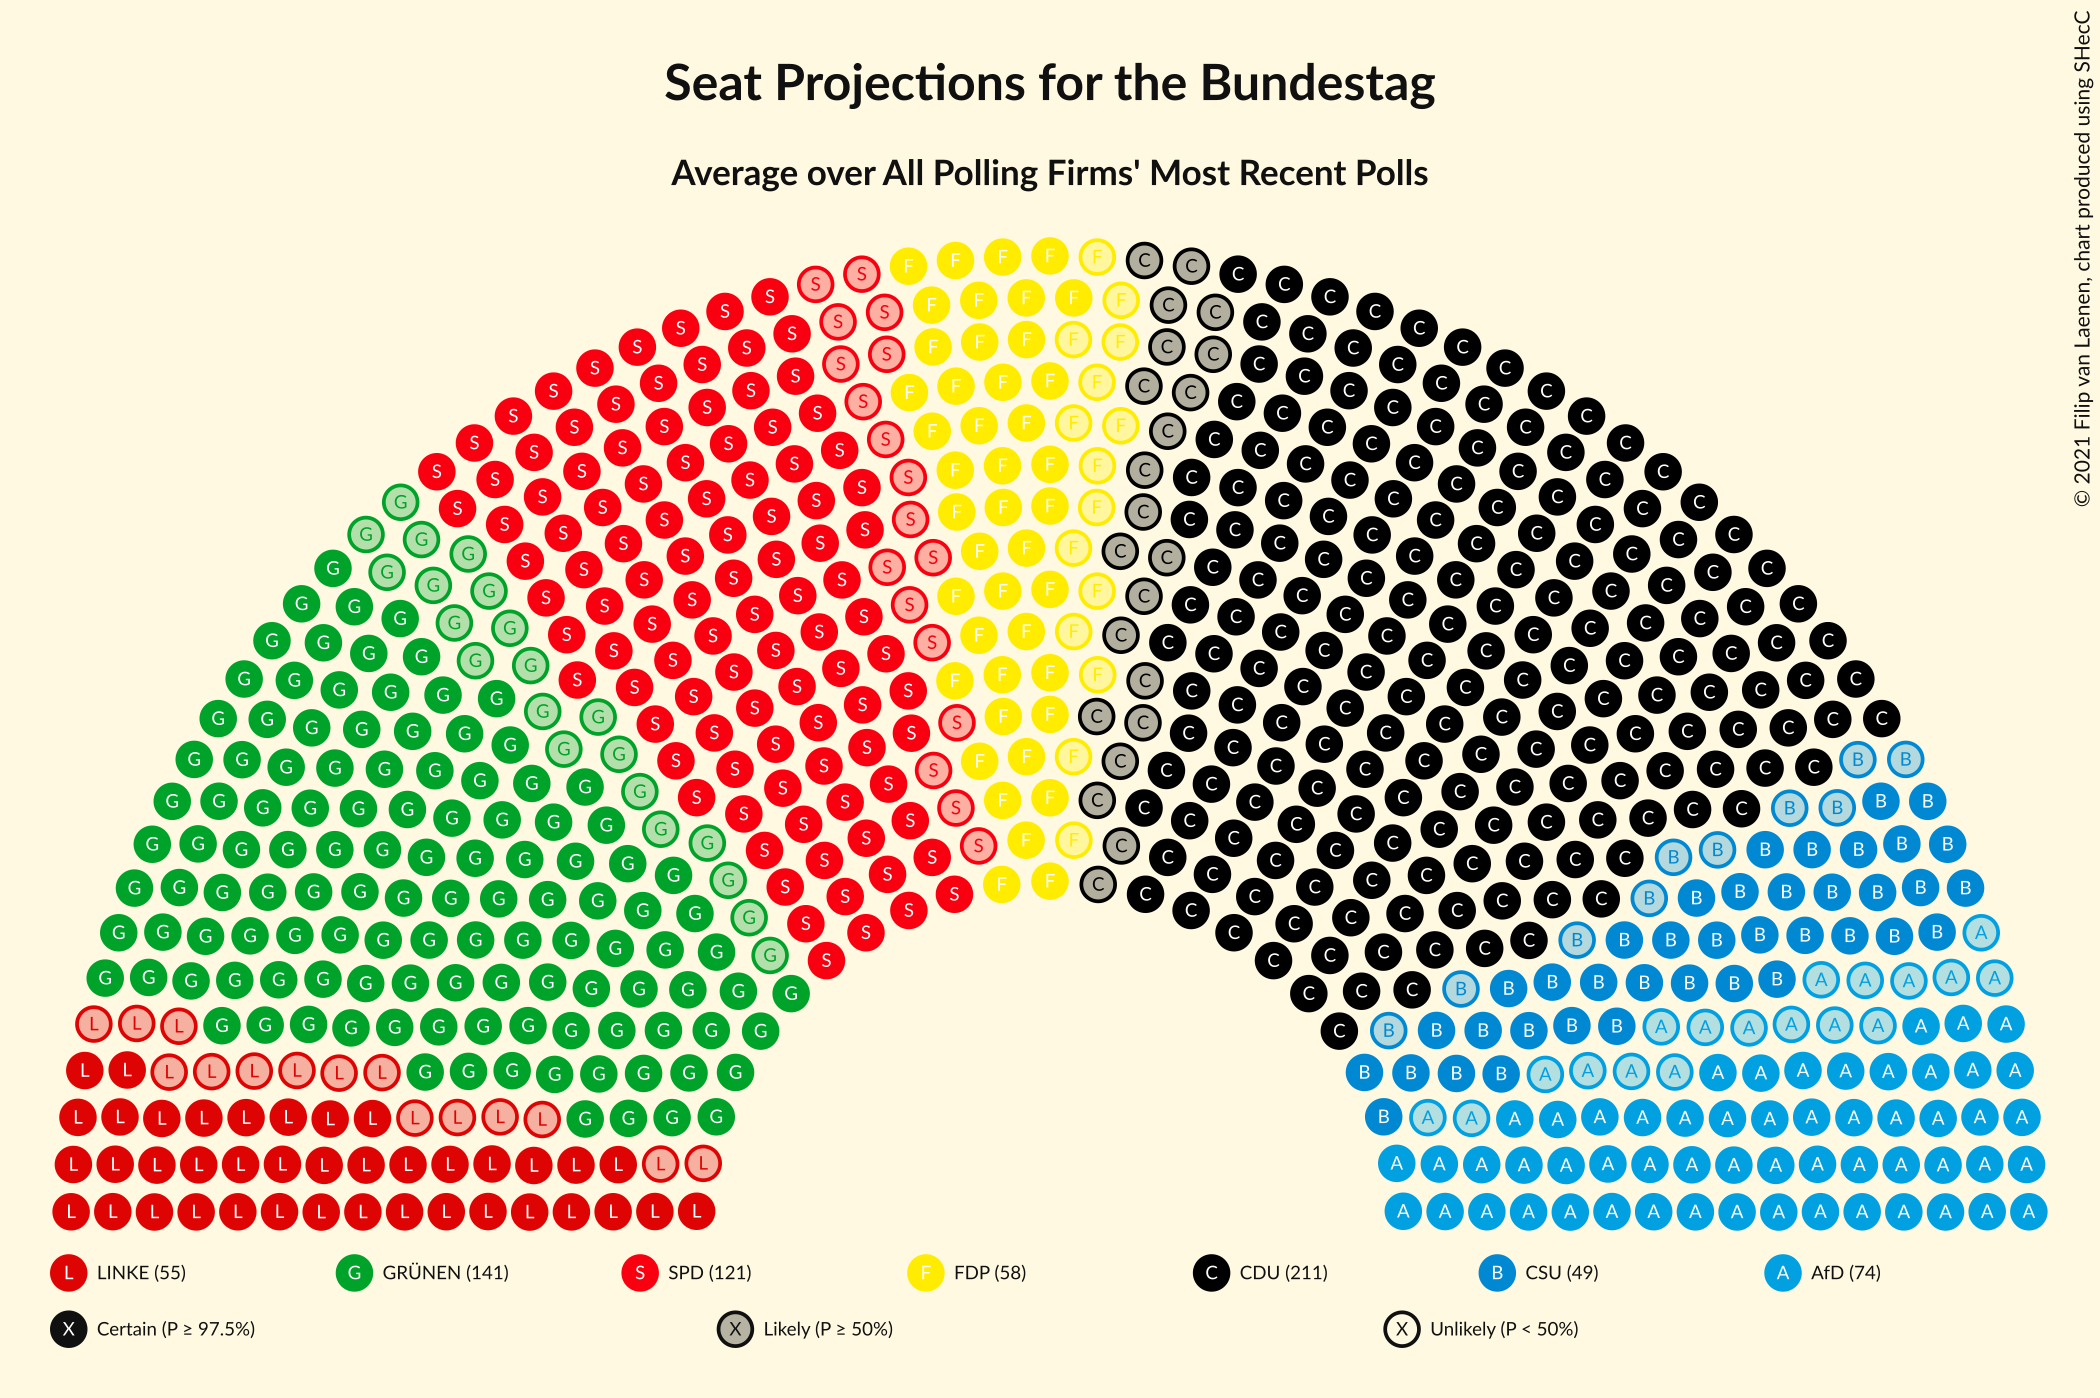 Seat Projections for the Bundestag
Average over All Polling Firms' Most Recent Polls
© 2021 Filip van Laenen, chart produced using SHecC
L LINKE (55)
G GRÜNEN (141)
S SPD (121)
F FDP (58)
C CDU (211)
B CSU (49)
A AfD (74)
X Certain (P ≥ 97.5%)
X Likely (P ≥ 50%)
X Unlikely (P < 50%)